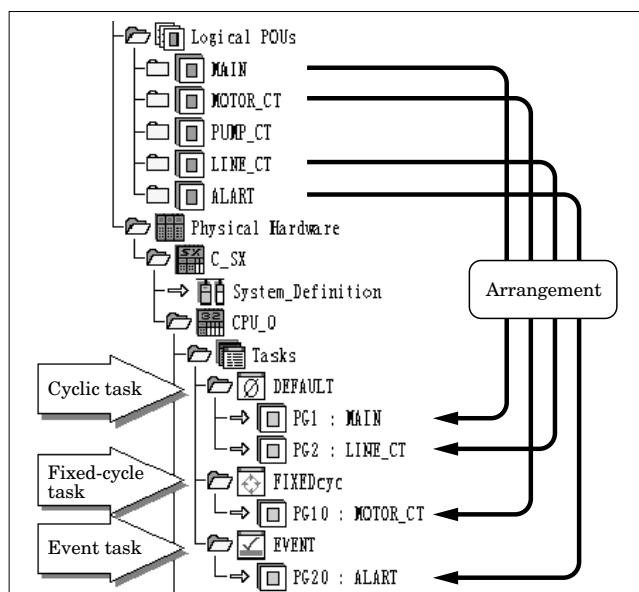 Logical POUs
MAIN
MOTOR_CT
PUMP_CT
LINE_CT
ALART
Physical Hardware
C_SX
System_Definition
CPU_0
Tasks
DEFAULT
PG1 : MAIN
PG2 : LINE_CT
FIXEDcyc
PG10 : MOTOR_CT
EVENT
PG20 : ALART
Arrangement
Cyclic task
Fixed-cycle
task
Event task